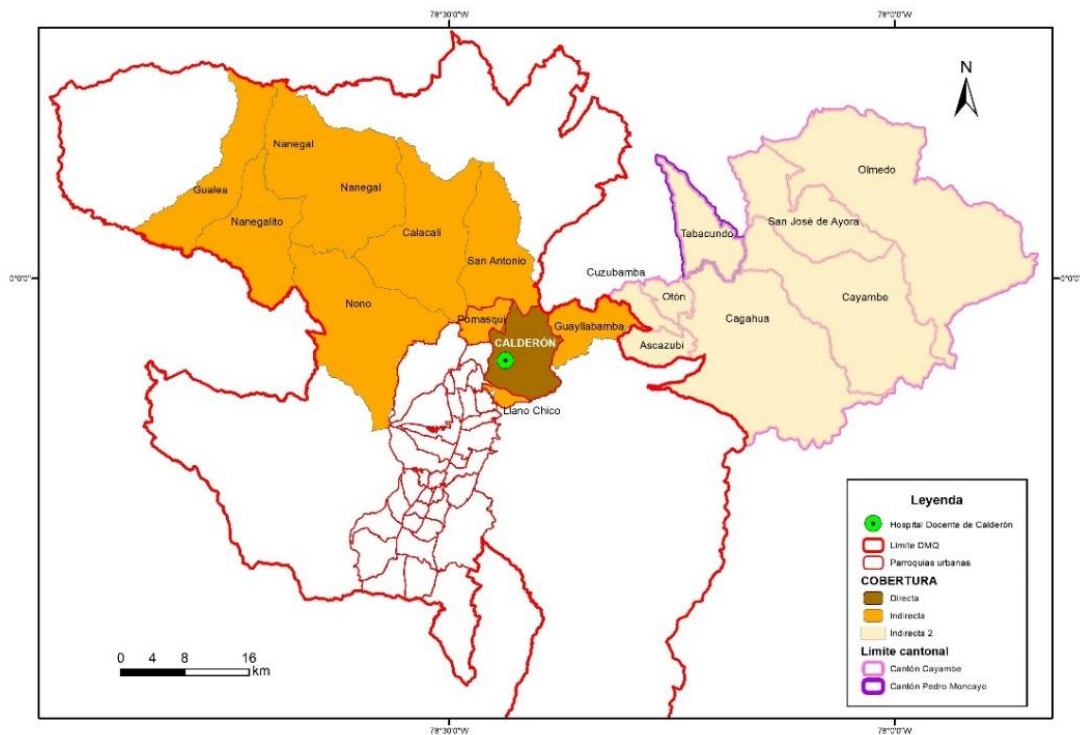 78°30'0"W
78°0'0"W
N
Nanegal
Olmedo
Gualea
Nanegal
Nanegalito
San José de Ayora
Calacalí
Tabacundo
San Antonio
Cuzubamba
0°0'0"
0°0'0"
Otón
Cayambe
Nono
Cagahua
Pomasqui
Guayllabamba
CALDERÓN
Ascazubi
Llano Chico
Leyenda
Hospital Docente de Calderón
Límite DMQ
Parroquias urbanas
COBERTURA
Directa
Indirecta
Indirecta 2
Límite cantonal
Cantón Cayambe
Cantón Pedro Moncayo
0 4 8 16
km
78°30'0"W
78°0'0"W